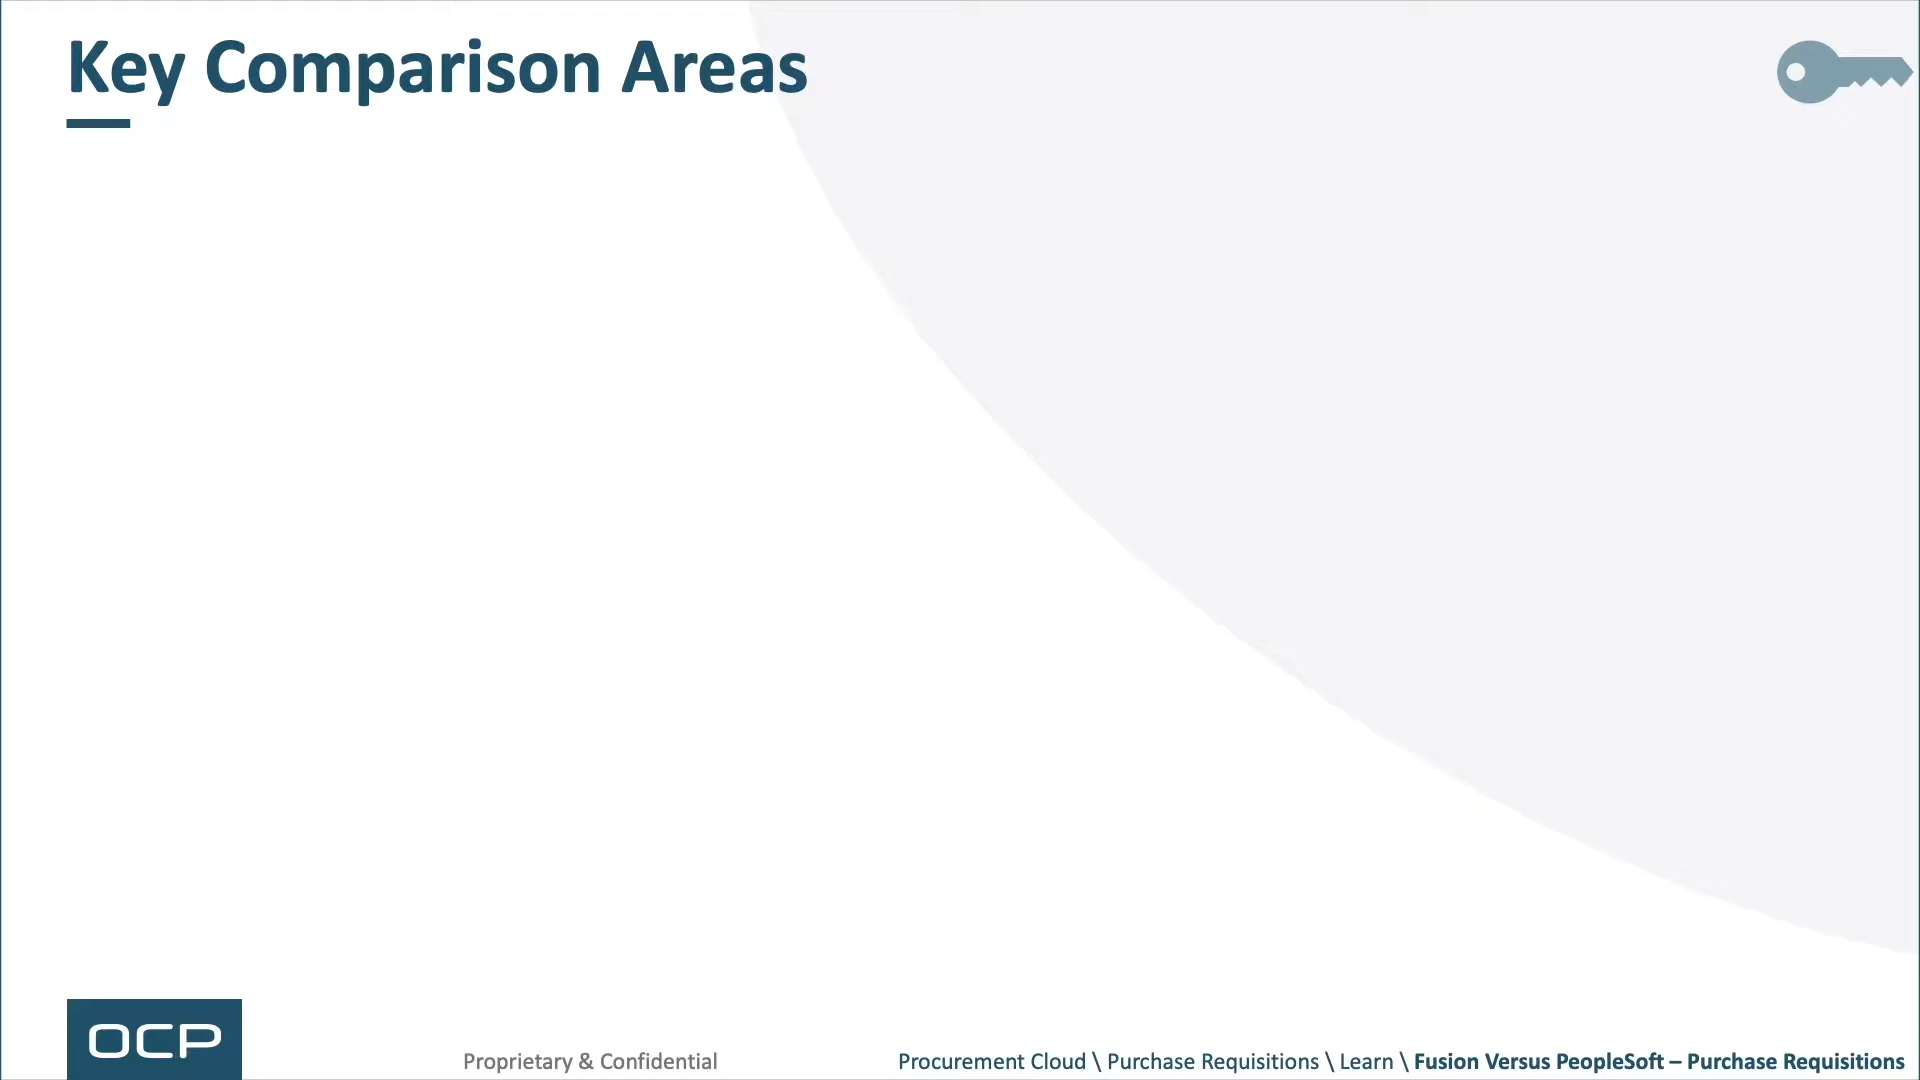 Key Comparison Areas
OCP
Proprietary & Confidential
Procurement Cloud \ Purchase Requisitions \ Learn \ Fusion Versus PeopleSoft – Purchase Requisitions